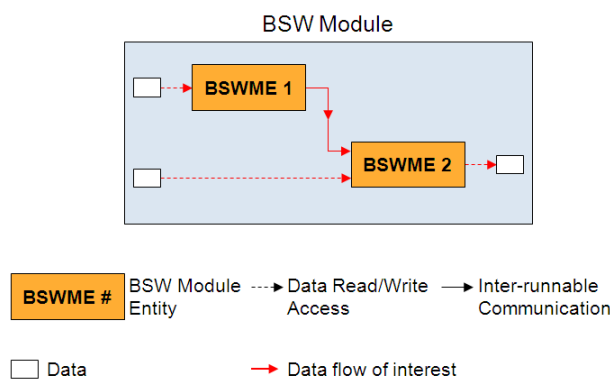 BSW Module
BSWME 1
BSWME 2
BSWME #
BSW Module
Entity
Data Read/Write
Access
Inter-runnable
Communication
Data
Data flow of interest